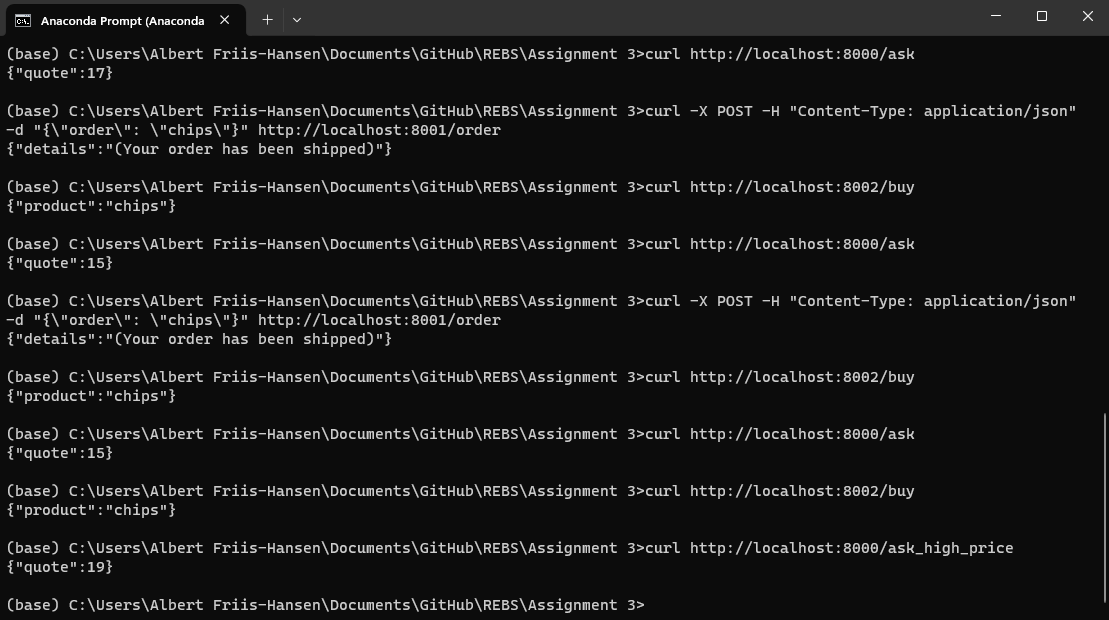 Anaconda Prompt (Anaconda
(base) C:\Users\Albert Friis-Hansen\Documents\GitHub\REBS\Assignment 3>curl http://localhost:8000/ask
{"quote":17}
(base) C:\Users\Albert Friis-Hansen\Documents\GitHub\REBS\Assignment 3>curl -X POST -H "Content-Type: application/json"
-d "{\"order\": \"chips\"}" http://localhost:8001/order
{"details":"(Your order has been shipped)"}
(base) C:\Users\Albert Friis-Hansen\Documents\GitHub\REBS\Assignment 3>curl http://localhost:8002/buy
{"product":"chips"}
(base) C:\Users\Albert Friis-Hansen\Documents\GitHub\REBS\Assignment 3>curl http://localhost:8000/ask
{"quote":15}
(base) C:\Users\Albert Friis-Hansen\Documents\GitHub\REBS\Assignment 3>curl -X POST -H "Content-Type: application/json"
-d "{\"order\": \"chips\"}" http://localhost:8001/order
{"details":"(Your order has been shipped)"}
(base) C:\Users\Albert Friis-Hansen\Documents\GitHub\REBS\Assignment 3>curl http://localhost:8002/buy
{"product":"chips"}
(base) C:\Users\Albert Friis-Hansen\Documents\GitHub\REBS\Assignment 3>curl http://localhost:8000/ask
{"quote":15}
(base) C:\Users\Albert Friis-Hansen\Documents\GitHub\REBS\Assignment 3>curl http://localhost:8002/buy
{"product":"chips"}
(base) C:\Users\Albert Friis-Hansen\Documents\GitHub\REBS\Assignment 3>curl http://localhost:8000/ask_high_price
{"quote":19}
(base) C:\Users\Albert Friis-Hansen\Documents\GitHub\REBS\Assignment 3>